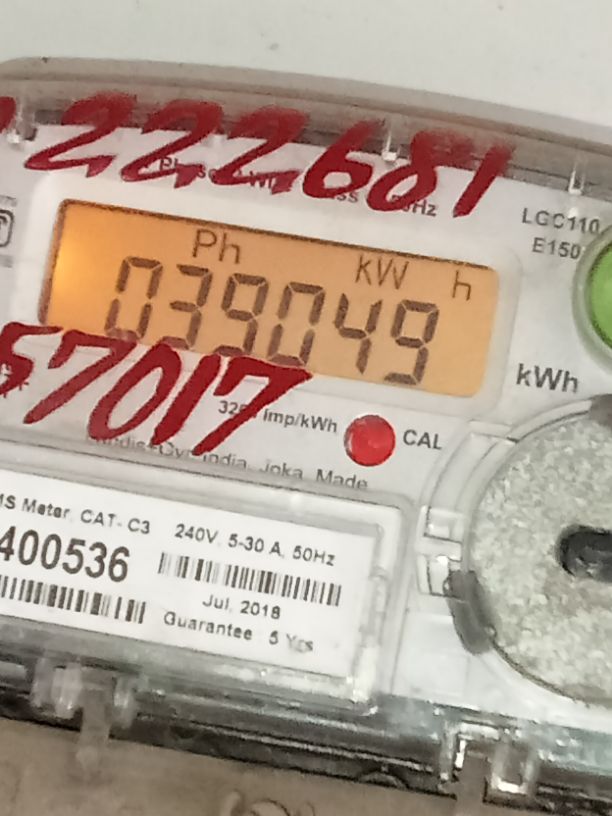 222681
LGC110
E150
Ph kW h
039049
kWh
57017
Imp/kWh
CAL
India, Joka, Made
MS Meter, CAT- C3 240V, 5-30 A, 50Hz
400536
Jul, 2018
Guarantee 5 Yrs